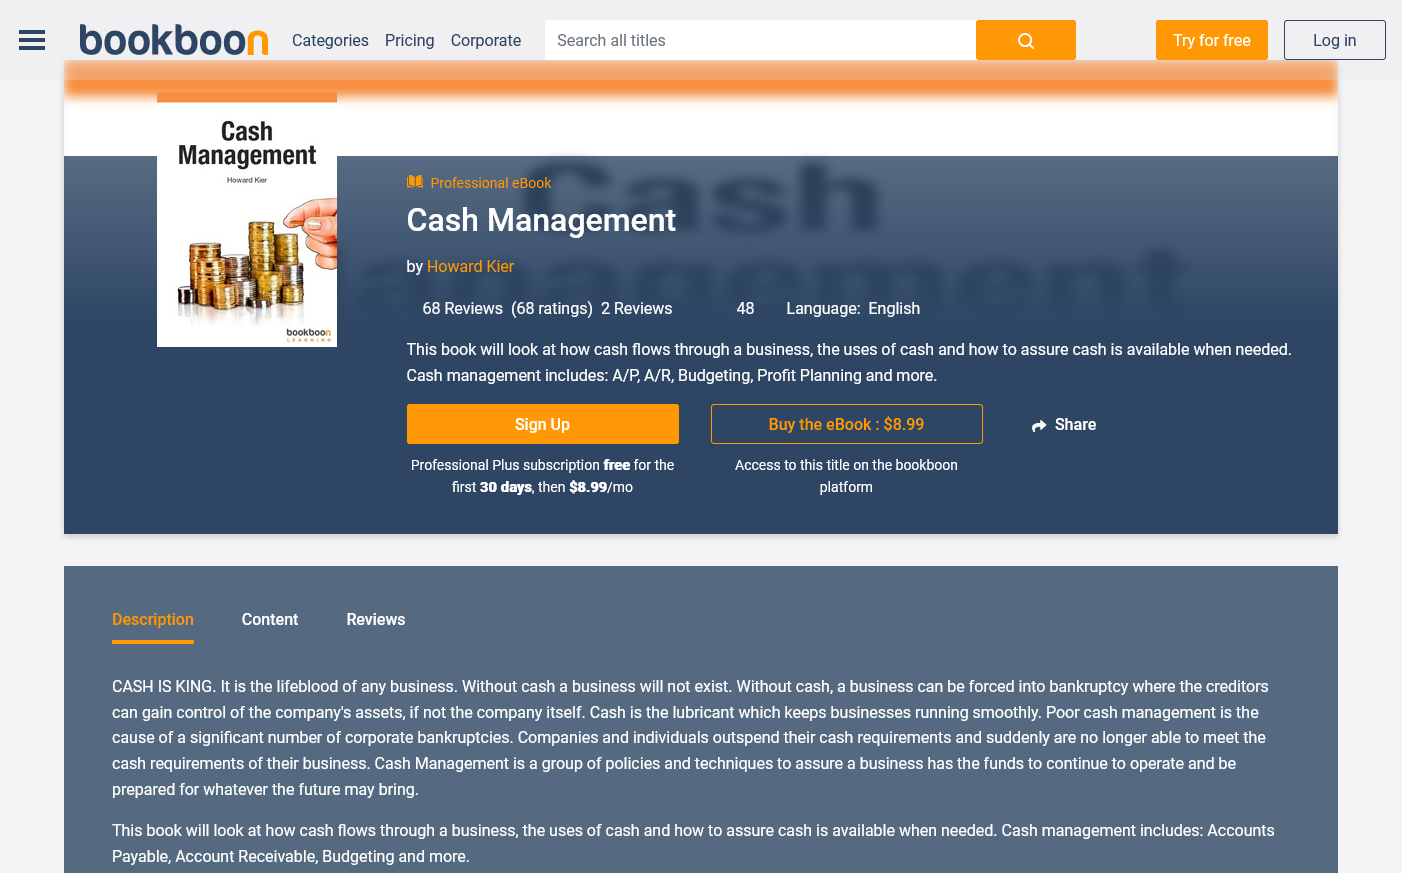 bookboon
Categories
Pricing
Corporate
Search all titles
Try for free
Log in
Cash
Management
Howard Kier
bookboon
LEARNING
Cash
Management
Professional eBook
Cash Management
by Howard Kier
68 Reviews (68 ratings) 2 Reviews
48
Language: English
This book will look at how cash flows through a business, the uses of cash and how to assure cash is available when needed.
Cash management includes: A/P, A/R, Budgeting, Profit Planning and more.
Sign Up
Professional Plus subscription free for the
first 30 days, then $8.99/mo
Buy the eBook : $8.99
Access to this title on the bookboon
platform
Share
Description
Content
Reviews
CASH IS KING. It is the lifeblood of any business. Without cash a business will not exist. Without cash, a business can be forced into bankruptcy where the creditors
can gain control of the company's assets, if not the company itself. Cash is the lubricant which keeps businesses running smoothly. Poor cash management is the
cause of a significant number of corporate bankruptcies. Companies and individuals outspend their cash requirements and suddenly are no longer able to meet the
cash requirements of their business. Cash Management is a group of policies and techniques to assure a business has the funds to continue to operate and be
prepared for whatever the future may bring.
This book will look at how cash flows through a business, the uses of cash and how to assure cash is available when needed. Cash management includes: Accounts
Payable, Account Receivable, Budgeting and more.